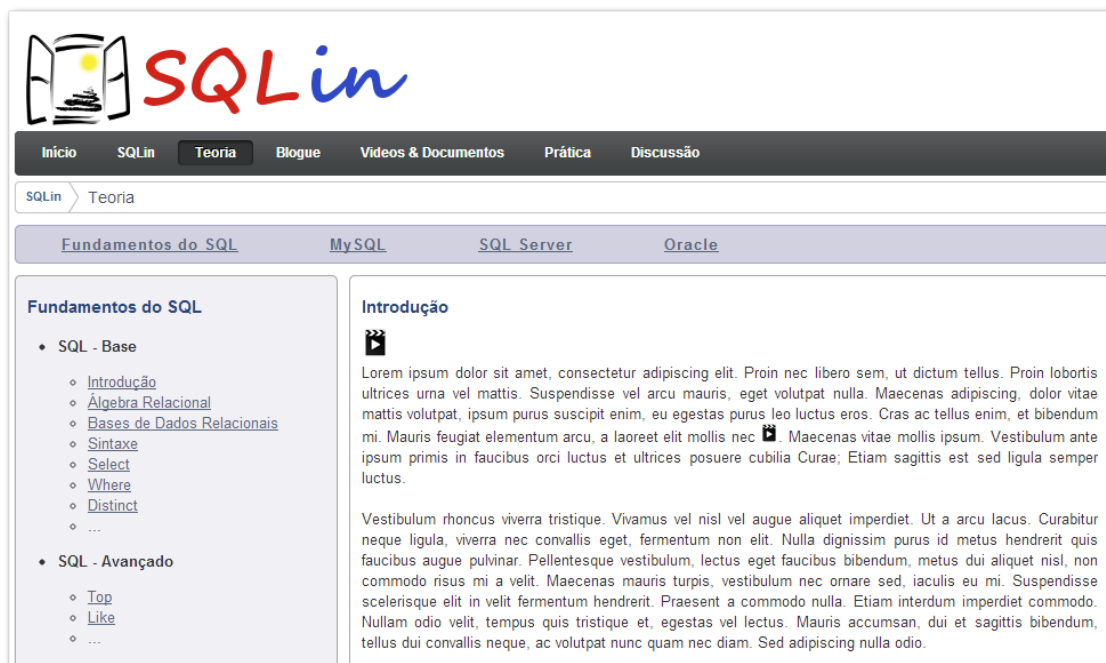 SQLin
Início SQLin Teoria Blogue Videos & Documentos Prática Discussão
SQLin Teoria
Fundamentos do SQL MySQL SQL Server Oracle
Fundamentos do SQL
SQL - Base
Introdução
Álgebra Relacional
Bases de Dados Relacionais
Sintaxe
Select
Where
Distinct
...
SQL - Avançado
Top
Like
...
Introdução
Lorem ipsum dolor sit amet, consectetur adipiscing elit. Proin nec libero sem, ut dictum tellus. Proin lobortis
ultrices urna vel mattis. Suspendisse vel arcu mauris, eget volutpat nulla. Maecenas adipiscing, dolor vitae
mattis volutpat, ipsum purus suscipit enim, eu egestas purus leo luctus eros. Cras ac tellus enim, et bibendum
mi. Mauris feugiat elementum arcu, a laoreet elit mollis nec . Maecenas vitae mollis ipsum. Vestibulum ante
ipsum primis in faucibus orci luctus et ultrices posuere cubilia Curae; Etiam sagittis est sed ligula semper
luctus.
Vestibulum rhoncus viverra tristique. Vivamus vel nisl vel augue aliquet imperdiet. Ut a arcu lacus. Curabitur
neque ligula, viverra nec convallis eget, fermentum non elit. Nulla dignissim purus id metus hendrerit quis
faucibus augue pulvinar. Pellentesque vestibulum, lectus eget faucibus bibendum, metus dui aliquet nisl, non
commodo risus mi a velit. Maecenas mauris turpis, vestibulum nec ornare sed, iaculis eu mi. Suspendisse
scelerisque elit in velit fermentum hendrerit. Praesent a commodo nulla. Etiam interdum imperdiet commodo.
Nullam odio velit, tempus quis tristique et, egestas vel lectus. Mauris accumsan, dui et sagittis bibendum,
tellus dui convallis neque, ac volutpat nunc quam nec diam. Sed adipiscing nulla odio.